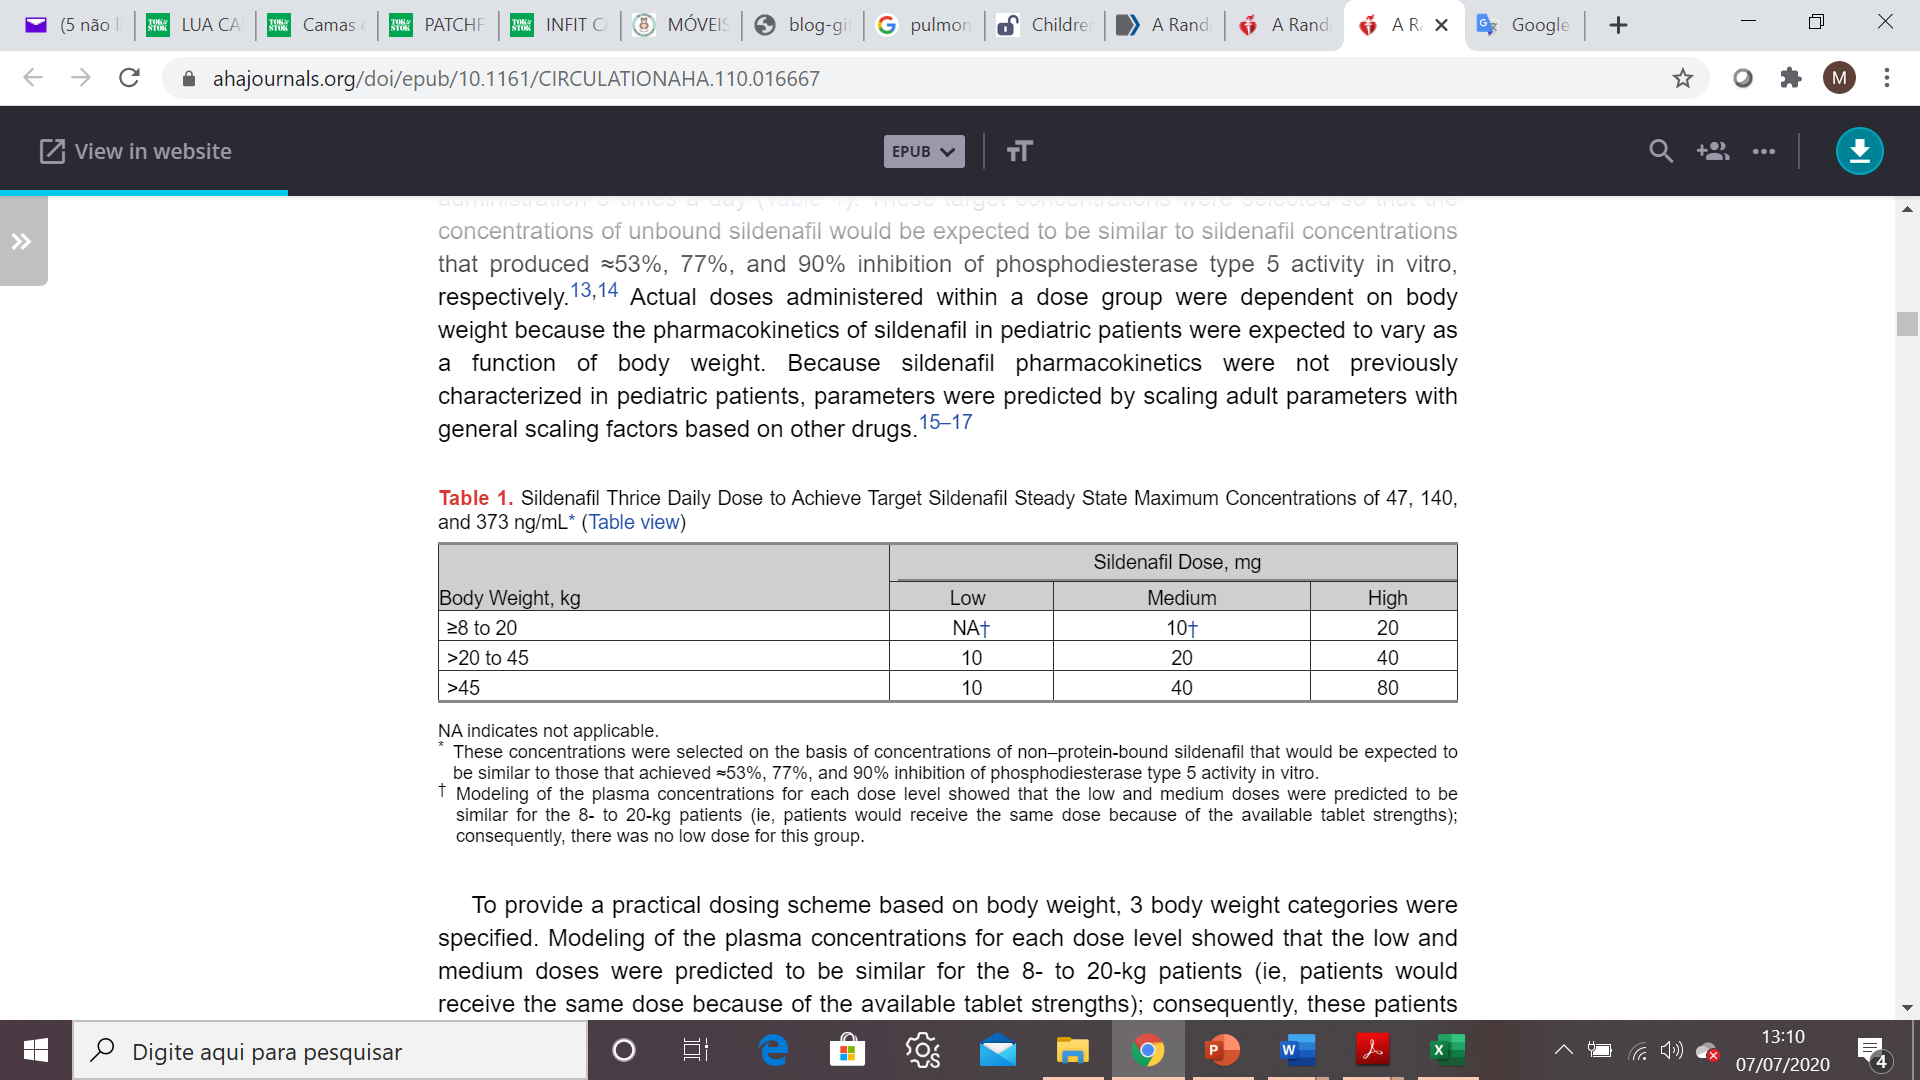 (5 não l
LUA CA
Camas
PATCHF
INFIT C
MÓVEIS
blog-gi
pulmon
Childre
A Rand
A Rand
A R
Google
ahajournals.org/doi/epub/10.1161/CIRCULATIONAHA.110.016667
M
View in website
EPUB
administration 3 times a day (Table 1). These target concentrations were selected so that the
concentrations of unbound sildenafil would be expected to be similar to sildenafil concentrations
that produced ≈53%, 77%, and 90% inhibition of phosphodiesterase type 5 activity in vitro,
respectively.13,14 Actual doses administered within a dose group were dependent on body
weight because the pharmacokinetics of sildenafil in pediatric patients were expected to vary as
a function of body weight. Because sildenafil pharmacokinetics were not previously
characterized in pediatric patients, parameters were predicted by scaling adult parameters with
general scaling factors based on other drugs.15–17
Table 1. Sildenafil Thrice Daily Dose to Achieve Target Sildenafil Steady State Maximum Concentrations of 47, 140,
and 373 ng/mL* (Table view)
Sildenafil Dose, mg
Body Weight, kg Low Medium High
≥8 to 20 NA† 10† 20
>20 to 45 10 20 40
>45 10 40 80
NA indicates not applicable.
* These concentrations were selected on the basis of concentrations of non–protein-bound sildenafil that would be expected to
be similar to those that achieved ≈53%, 77%, and 90% inhibition of phosphodiesterase type 5 activity in vitro.
† Modeling of the plasma concentrations for each dose level showed that the low and medium doses were predicted to be
similar for the 8- to 20-kg patients (ie, patients would receive the same dose because of the available tablet strengths);
consequently, there was no low dose for this group.
To provide a practical dosing scheme based on body weight, 3 body weight categories were
specified. Modeling of the plasma concentrations for each dose level showed that the low and
medium doses were predicted to be similar for the 8- to 20-kg patients (ie, patients would
receive the same dose because of the available tablet strengths); consequently, these patients
Digite aqui para pesquisar
13:10
07/07/2020
4